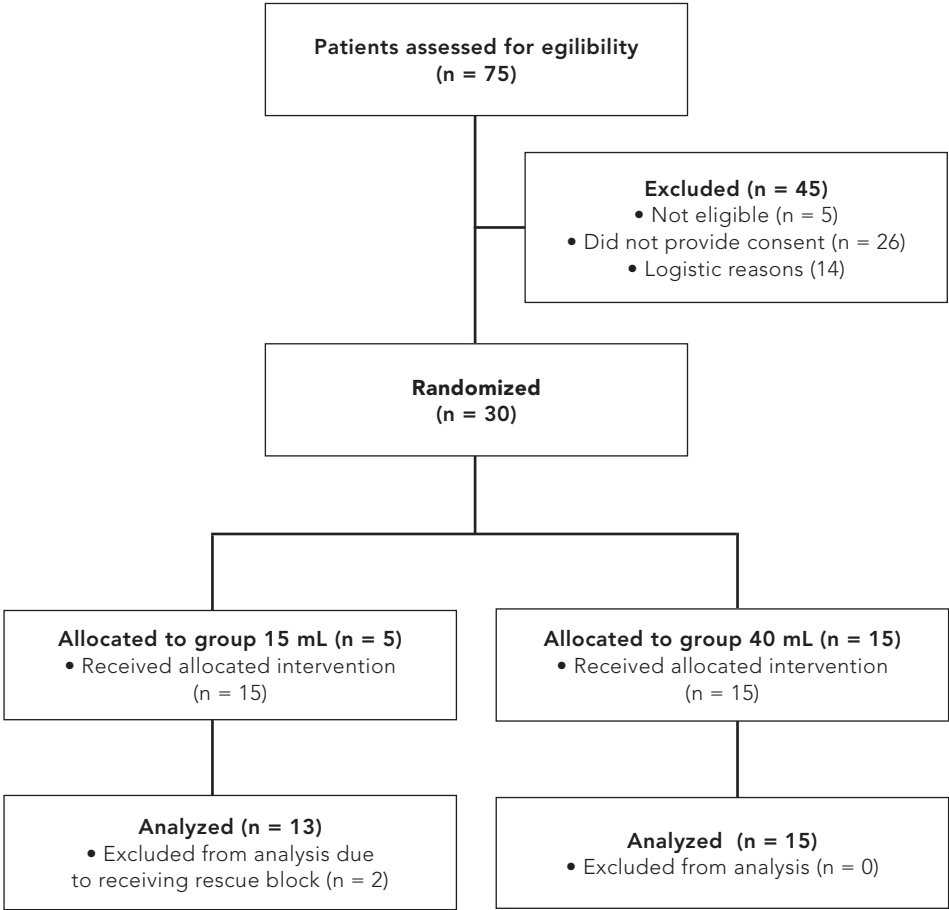 Patients assessed for egilibility
(n = 75)
Excluded (n = 45)
• Not eligible (n = 5)
• Did not provide consent (n = 26)
• Logistic reasons (14)
Randomized
(n = 30)
Allocated to group 15 mL (n = 5)
• Received allocated intervention
(n = 15)
Allocated to group 40 mL (n = 15)
• Received allocated intervention
(n = 15)
Analyzed (n = 13)
• Excluded from analysis due
to receiving rescue block (n = 2)
Analyzed (n = 15)
• Excluded from analysis (n = 0)